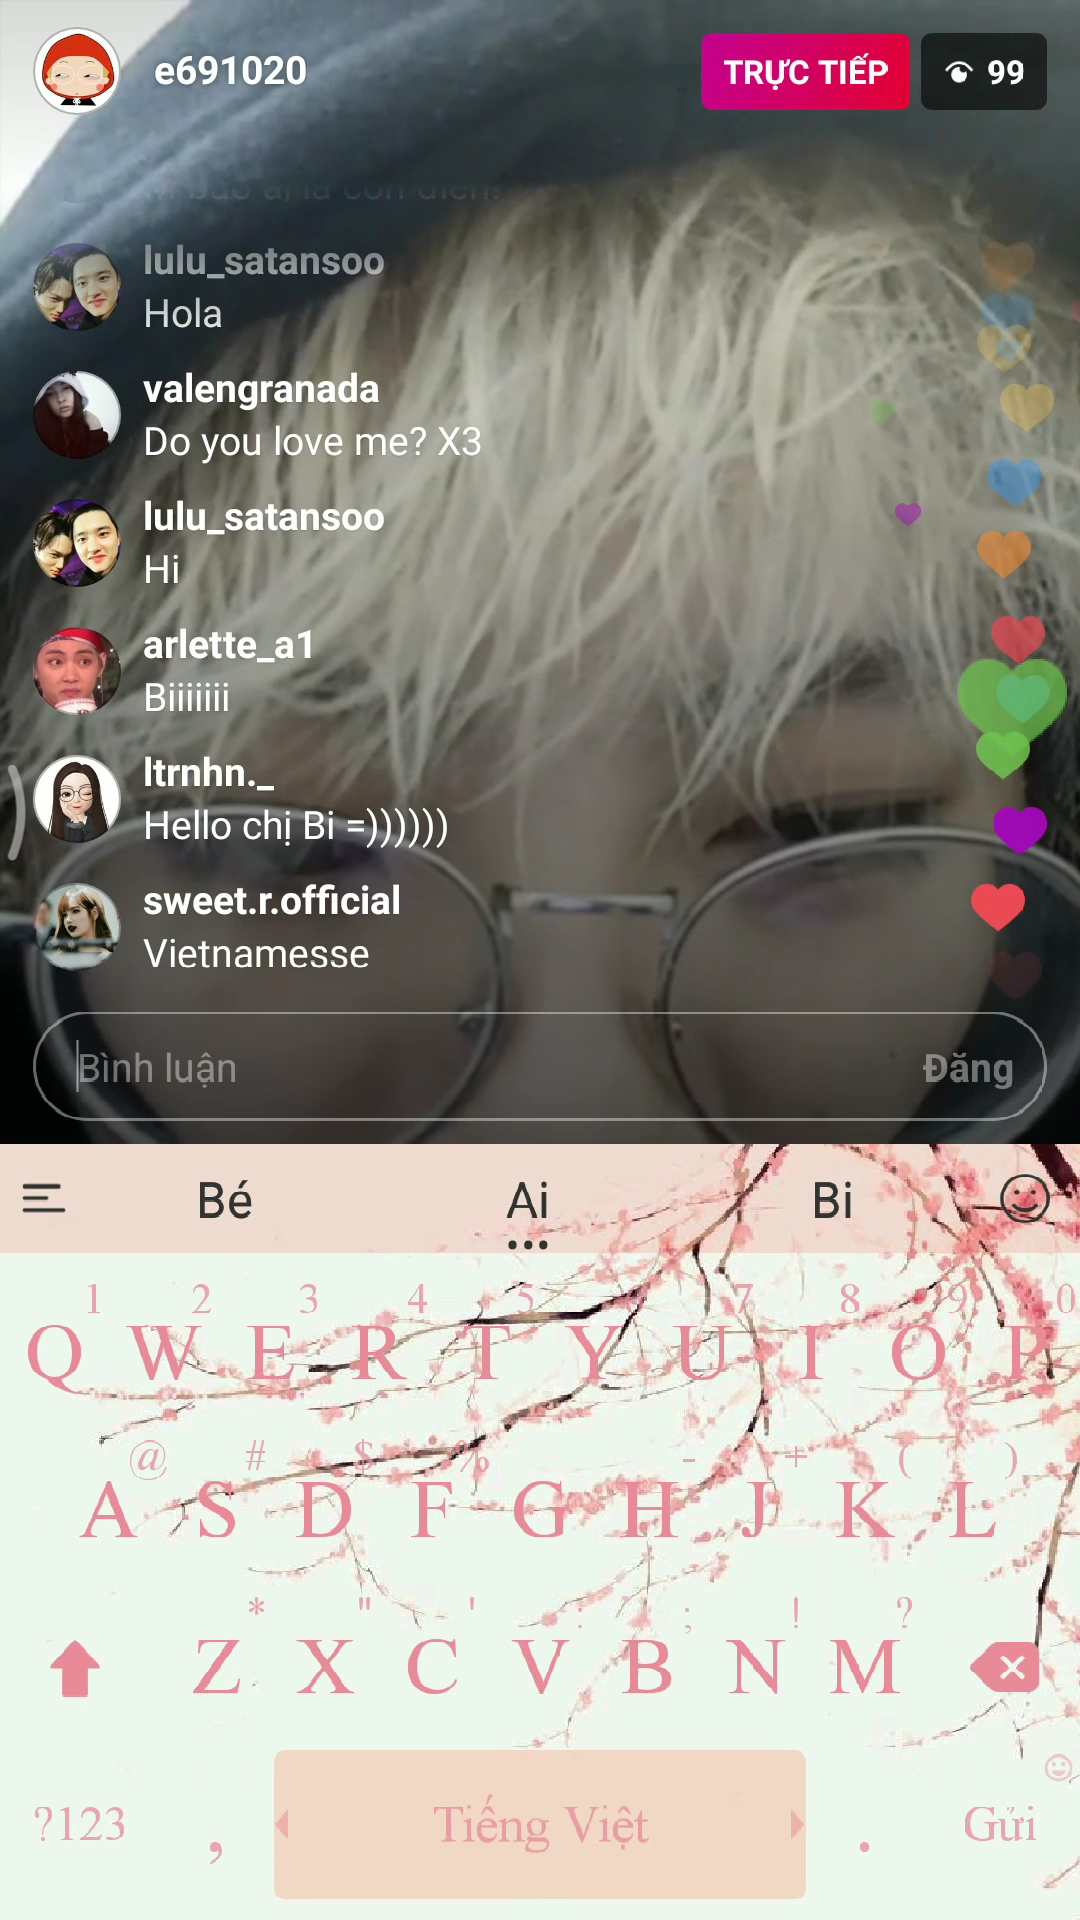 e691020
TRỰC TIẾP
99
lulu_satansoo
Hola
valengranada
Do you love me? X3
lulu_satansoo
Hi
arlette_a1
Biiiiiii
ltrnhn._
Hello chị Bi =))))))
sweet.r.official
Vietnamesse
Bình luận
Đăng
Bé Ai Bi
1 2 3 4 5 7 8 9 0
Q W E R T Y U I O P
@ # $ % - + ( )
A S D F G H J K L
* " ' : ; ! ?
Z X C V B N M
?123 , Tiếng Việt . Gửi